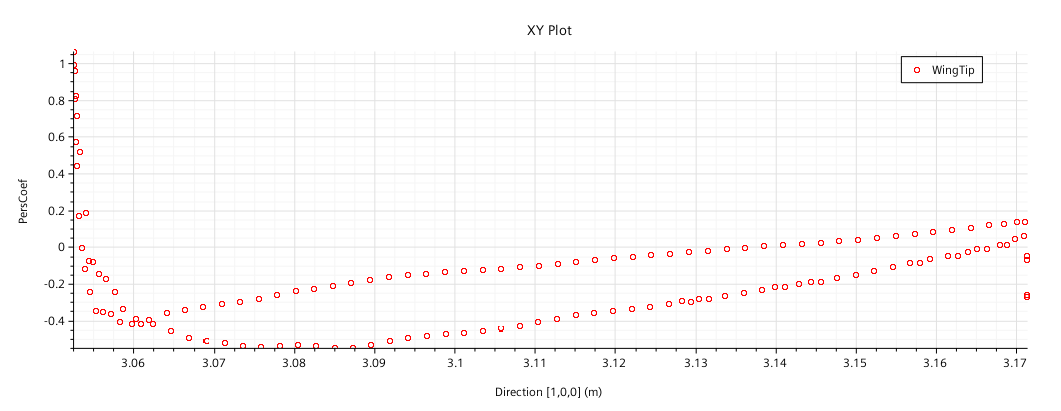 XY Plot
WingTip
PersCoef
1
0.8
0.6
0.4
0.2
0
-0.2
-0.4
3.06 3.07 3.08 3.09 3.1 3.11 3.12 3.13 3.14 3.15 3.16 3.17
Direction [1,0,0] (m)